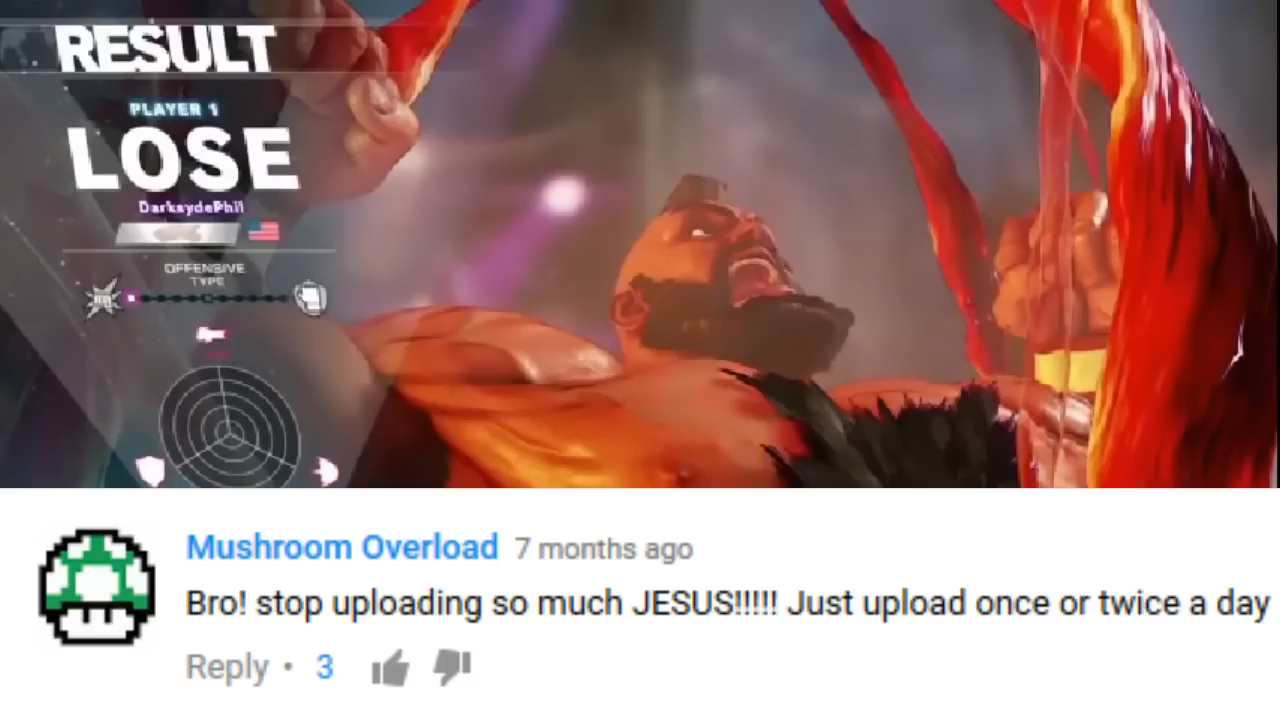 RESULT
PLAYER 1
LOSE
DarksydePhil
OFFENSIVE
TYPE
Mushroom Overload 7 months ago
Bro! stop uploading so much JESUS!!!!! Just upload once or twice a day
Reply • 3